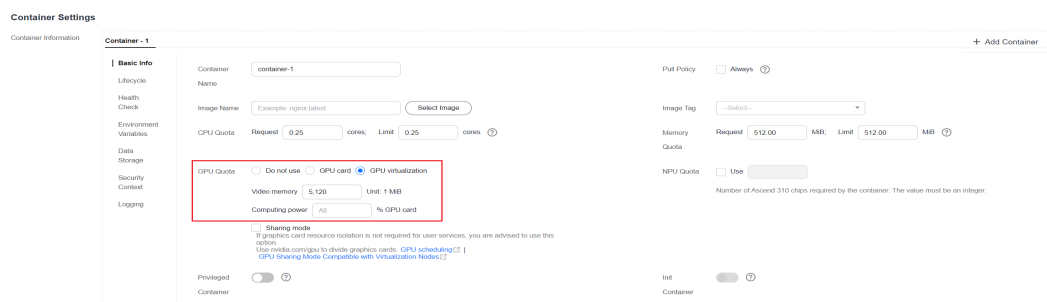 Container Settings
Container Information
Container - 1
+ Add Container
Basic Info
Lifecycle
Health
Check
Environment
Variables
Data
Storage
Security
Context
Logging
Container
Name
container-1
Pull Policy
Always ?
Image Name
Example: nginx:latest
Select Image
Image Tag
--Select--
CPU Quota
Request 0.25 cores; Limit 0.25 cores ?
Memory
Quota
Request 512.00 MiB; Limit 512.00 MiB ?
GPU Quota
Do not use GPU card GPU virtualization
Video memory 5,120 Unit: 1 MiB
Computing power All % GPU card
NPU Quota
Use
Number of Ascend 310 chips required by the container. The value must be an integer.
Sharing mode
If graphics card resource isolation is not required for user services, you are advised to use this
option.
Use nvidia.com/gpu to divide graphics cards. GPU scheduling |
GPU Sharing Mode Compatible with Virtualization Nodes
Privileged
Container
?
Init
Container
?